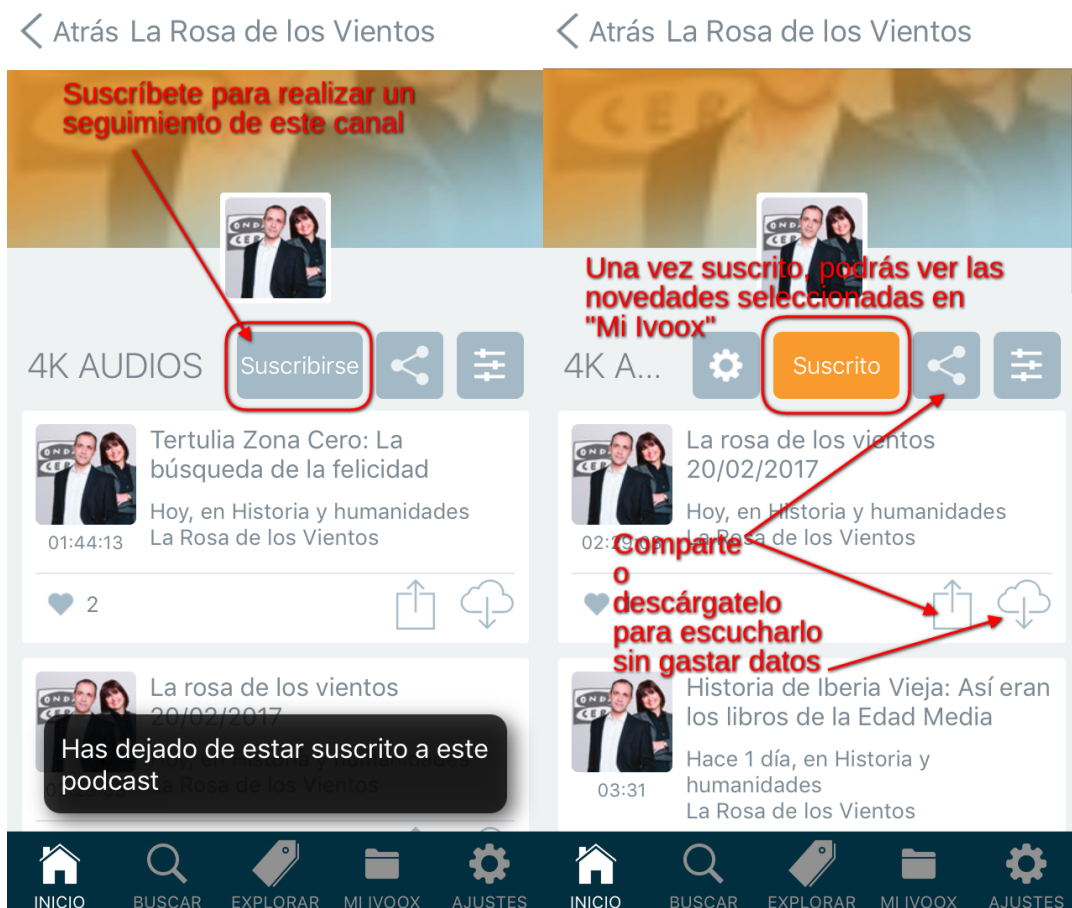 Atrás La Rosa de los Vientos
Suscríbete para realizar un
seguimiento de este canal
ONDA
CERO
4K AUDIOS
Suscribirse
Tertulia Zona Cero: La
búsqueda de la felicidad
Hoy, en Historia y humanidades
La Rosa de los Vientos
01:44:13
2
La rosa de los vientos
20/02/2017
Has dejado de estar suscrito a este
podcast
INICIO
BUSCAR
EXPLORAR
MI IVOOX
AJUSTES
Atrás La Rosa de los Vientos
CER
Una vez suscrito, podrás ver las
novedades seleccionadas en
"Mi Ivoox"
4K A...
Suscrito
La rosa de los vientos
20/02/2017
Hoy, en Historia y humanidades
La Rosa de los Vientos
Comparte
o
descárgatelo
para escucharlo
sin gastar datos
Historia de Iberia Vieja: Así eran
los libros de la Edad Media
Hace 1 día, en Historia y
humanidades
La Rosa de los Vientos
03:31
INICIO
BUSCAR
EXPLORAR
MI IVOOX
AJUSTES